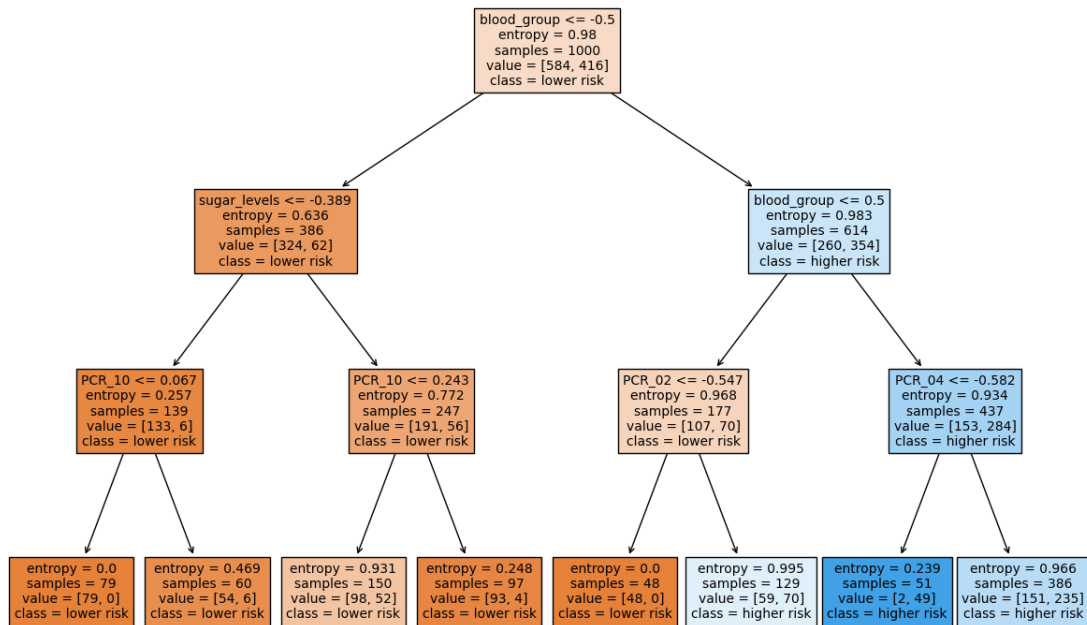 blood_group <= -0.5
entropy = 0.98
samples = 1000
value = [584, 416]
class = lower risk
sugar_levels <= -0.389
entropy = 0.636
samples = 386
value = [324, 62]
class = lower risk
blood_group <= 0.5
entropy = 0.983
samples = 614
value = [260, 354]
class = higher risk
PCR_10 <= 0.067
entropy = 0.257
samples = 139
value = [133, 6]
class = lower risk
PCR_10 <= 0.243
entropy = 0.772
samples = 247
value = [191, 56]
class = lower risk
PCR_02 <= -0.547
entropy = 0.968
samples = 177
value = [107, 70]
class = lower risk
PCR_04 <= -0.582
entropy = 0.934
samples = 437
value = [153, 284]
class = higher risk
entropy = 0.0
samples = 79
value = [79, 0]
class = lower risk
entropy = 0.469
samples = 60
value = [54, 6]
class = lower risk
entropy = 0.931
samples = 150
value = [98, 52]
class = lower risk
entropy = 0.248
samples = 97
value = [93, 4]
class = lower risk
entropy = 0.0
samples = 48
value = [48, 0]
class = lower risk
entropy = 0.995
samples = 129
value = [59, 70]
class = higher risk
entropy = 0.239
samples = 51
value = [2, 49]
class = higher risk
entropy = 0.966
samples = 386
value = [151, 235]
class = higher risk